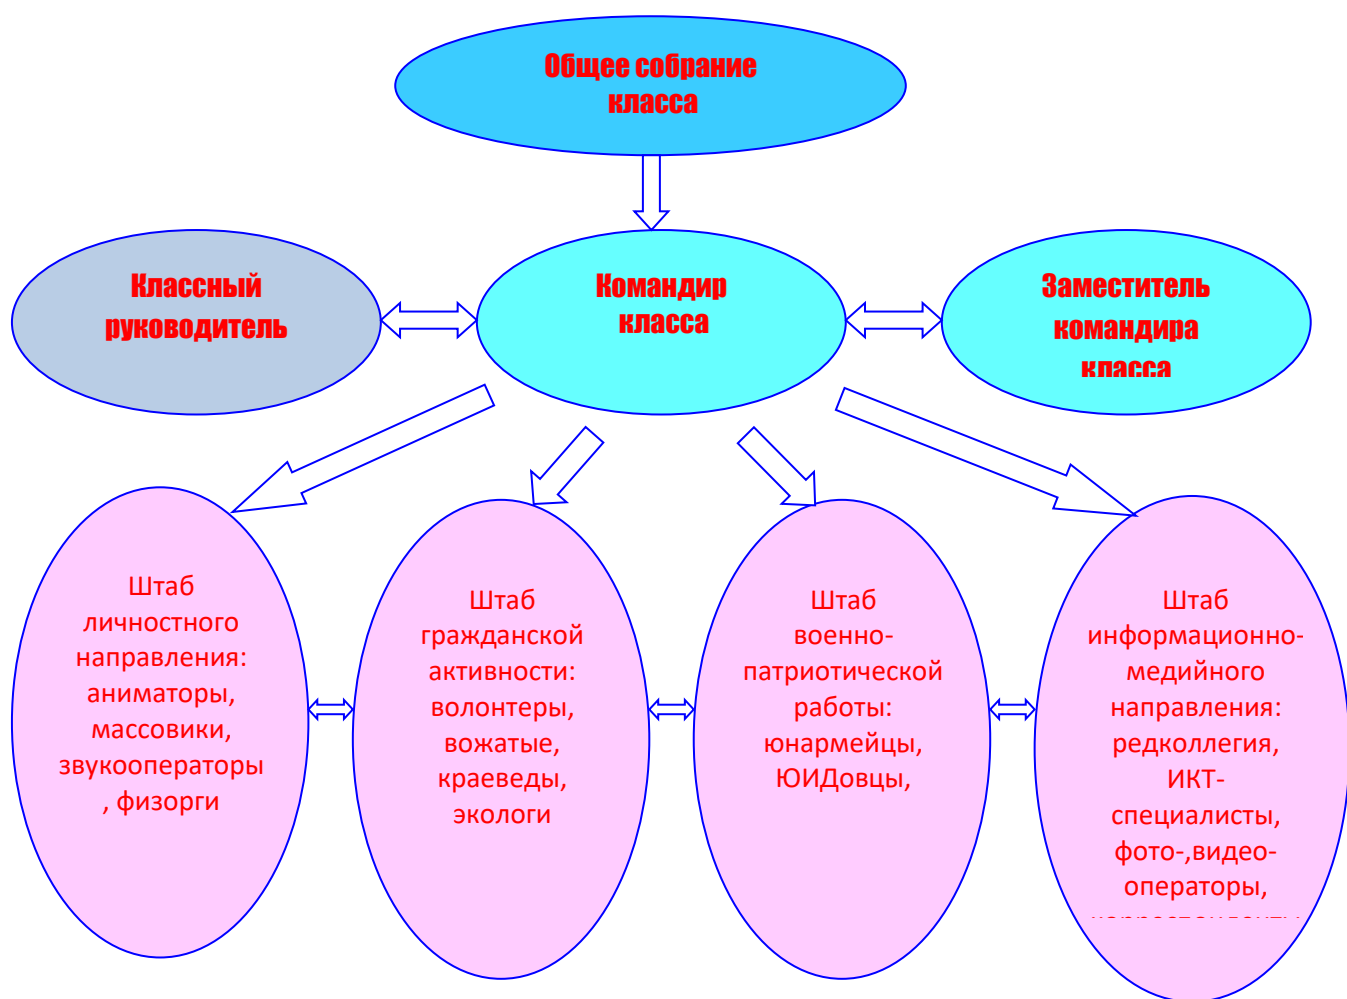 Общее собрание
класса
Классный
руководитель
Командир
класса
Заместитель
командира
класса
Штаб
личностного
направления:
аниматоры,
массовики,
звукооператоры
, физорги
Штаб
гражданской
активности:
волонтеры,
вожатые,
краеведы,
экологи
Штаб
военно-
патриотической
работы:
юнармейцы,
ЮИДовцы,
Штаб
информационно-
медийного
направления:
редколлегия,
ИКТ-
специалисты,
фото-,видео-
операторы,